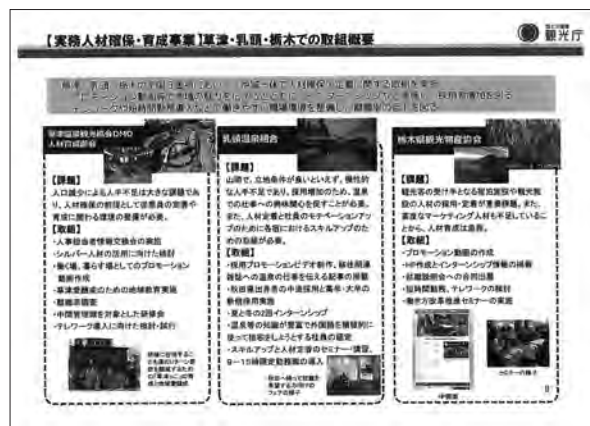 【実務人材確保・育成事業】草津・乳頭・栃木での取組概要
観光庁
草津温泉観光協会DMO
人材育成部会
【課題】
人口減少による人手不足は大きな課題であ
り、人材確保の前提として従業員の定着や
育成に関わる環境の整備が必要。
【取組】
・人事担当者情報交換会の実施
・シルバー人材の活用に向けた検討
・働く場、暮らす場としてのプロモーション
動画作成
・草津愛醸成のための地域教育実施
・離職率調査
・中間管理職を対象とした研修会
・テレワーク導入に向けた検討・試行
乳頭温泉組合
【課題】
山間で、立地条件が良いといえず、慢性的
な人手不足であり、採用増加のため、温泉
での仕事への興味関心を促すことが必要。
また、人材定着と社員のモチベーションアッ
プのために各宿におけるスキルアップのた
めの取組が必要。
【取組】
・採用プロモーションビデオ制作、移住関連
雑誌への温泉の仕事を伝える記事の掲載
・秋田県出身者の中途採用と高卒・大卒の
新規採用実施
・夏と冬の2回インターンシップ
・温泉等の知識が豊富で外国語を積極的に
使って接客をしようとする社員の認定
・スキルアップと人材定着のセミナー・講習、
9～15時限定勤務職の導入
栃木県観光物産協会
【課題】
観光客の受け手となる宿泊施設や観光施
設の人材の採用・定着が重要課題。また、
高度なマーケティング人材も不足しているこ
とから、人材育成は急務。
【取組】
・プロモーション動画の作成
・HP作成とインターンシップ情報の掲載
・就職説明会への合同出展
・短時間勤務、テレワークの検討
・働き方改革推進セミナーの実施
セミナーの様子